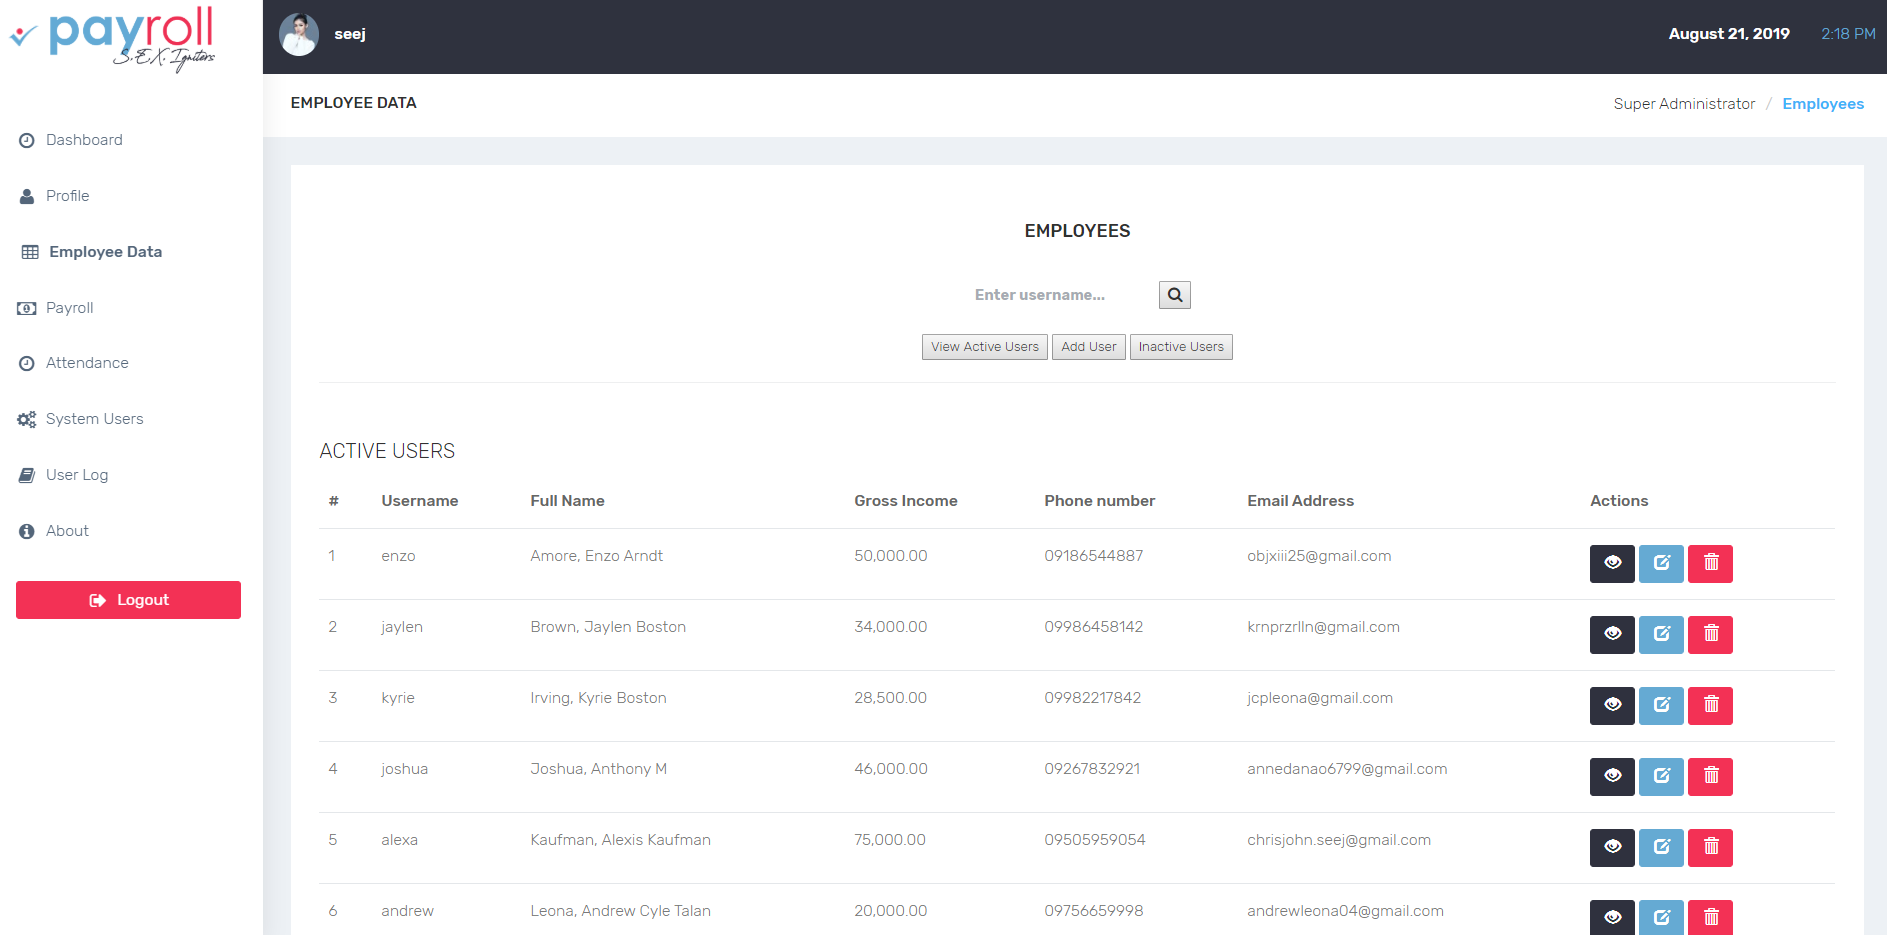 payroll
S.E.X. Igniters
seej
August 21, 2019 2:18 PM
EMPLOYEE DATA
Super Administrator / Employees
Dashboard
Profile
Employee Data
Payroll
Attendance
System Users
User Log
About
Logout
EMPLOYEES
Enter username...
View Active Users Add User Inactive Users
ACTIVE USERS
# Username Full Name Gross Income Phone number Email Address Actions
1 enzo Amore, Enzo Arndt 50,000.00 09186544887 objxiii25@gmail.com
2 jaylen Brown, Jaylen Boston 34,000.00 09986458142 krnprzrlln@gmail.com
3 kyrie Irving, Kyrie Boston 28,500.00 09982217842 jcpleona@gmail.com
4 joshua Joshua, Anthony M 46,000.00 09267832921 annedanao6799@gmail.com
5 alexa Kaufman, Alexis Kaufman 75,000.00 09505959054 chrisjohn.seej@gmail.com
6 andrew Leona, Andrew Cyle Talan 20,000.00 09756659998 andrewleona04@gmail.com